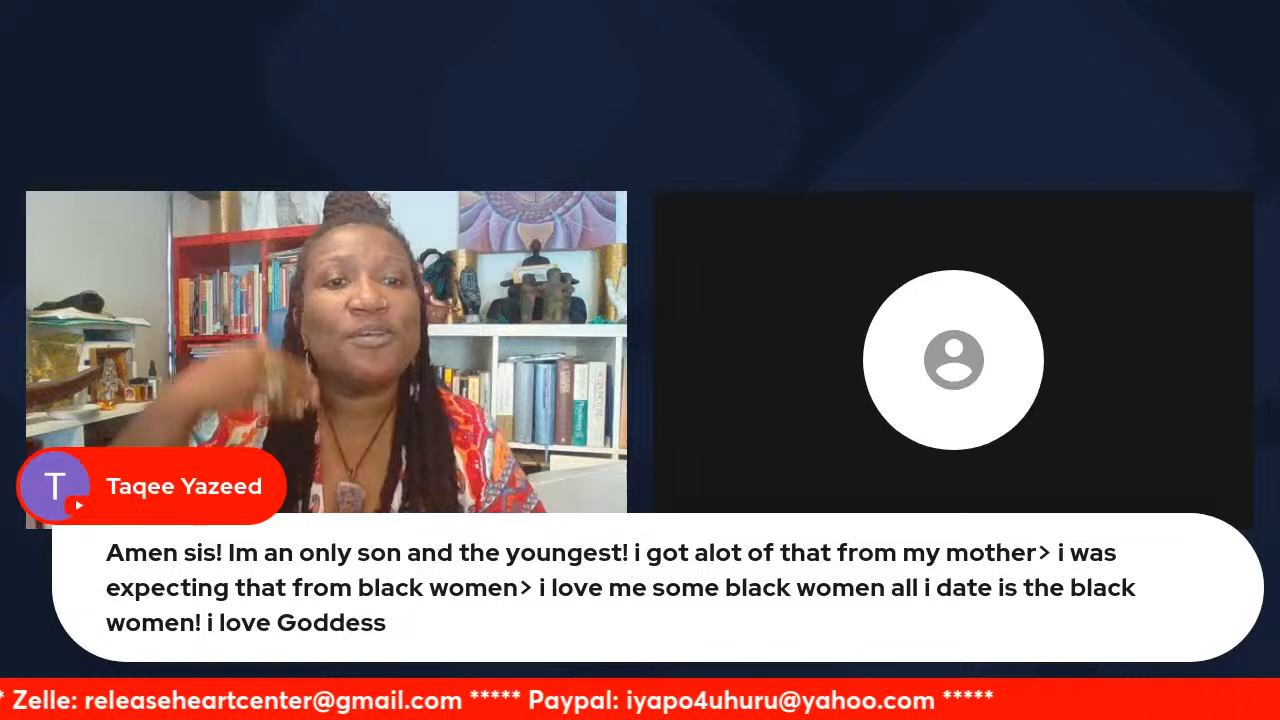 T
Taqee Yazeed
Amen sis! Im an only son and the youngest! i got alot of that from my mother> i was
expecting that from black women> i love me some black women all i date is the black
women! i love Goddess
* Zelle: releaseheartcenter@gmail.com ***** Paypal: iyapo4uhuru@yahoo.com *****